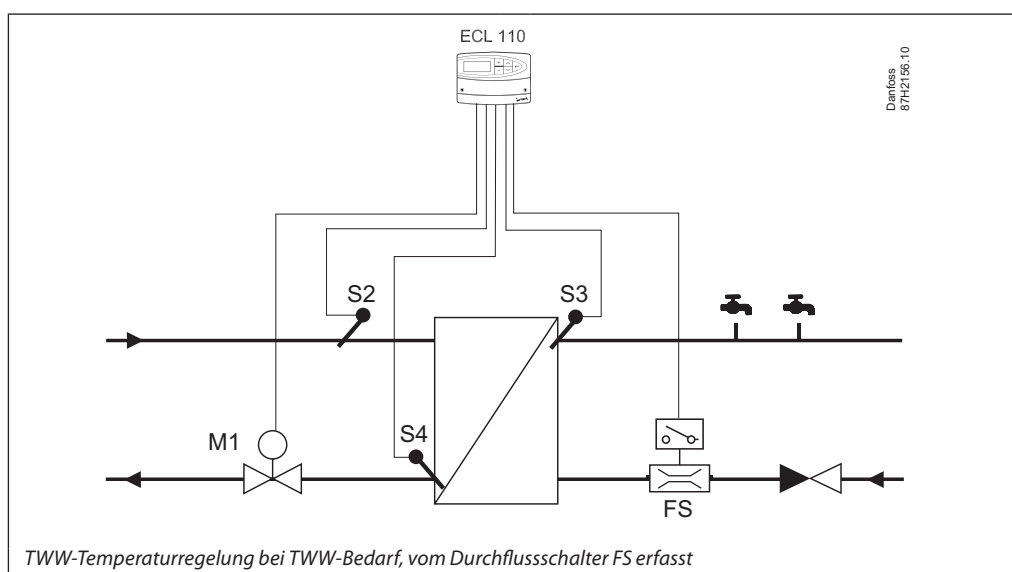 ECL 110
Danfoss
87H2156.10
S2
S3
M1
S4
FS
TWW-Temperaturregelung bei TWW-Bedarf, vom Durchflussschalter FS erfasst